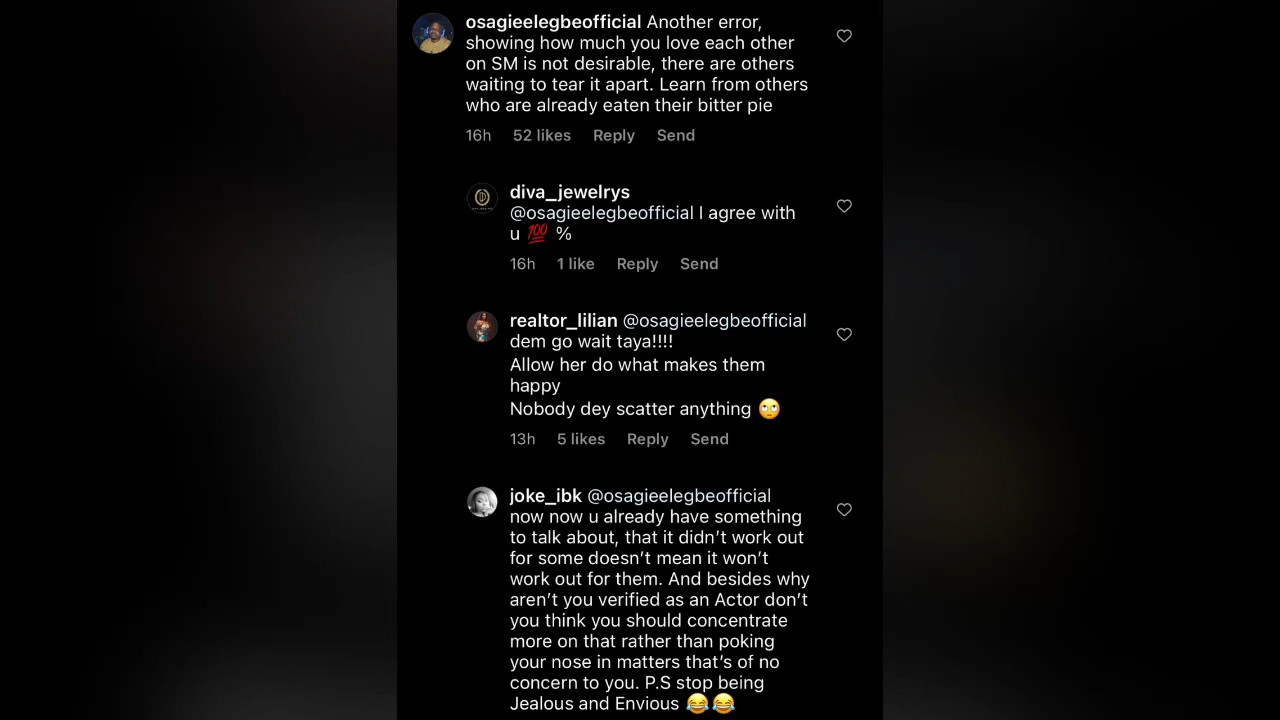 osagieelegbeofficial Another error,
showing how much you love each other
on SM is not desirable, there are others
waiting to tear it apart. Learn from others
who are already eaten their bitter pie
16h 52 likes Reply Send
diva_jewelrys
@osagieelegbeofficial I agree with
u 💯 %
16h 1 like Reply Send
realtor_lilian @osagieelegbeofficial
dem go wait taya!!!!
Allow her do what makes them
happy
Nobody dey scatter anything 🙄
13h 5 likes Reply Send
joke_ibk @osagieelegbeofficial
now now u already have something
to talk about, that it didn’t work out
for some doesn’t mean it won’t
work out for them. And besides why
aren’t you verified as an Actor don’t
you think you should concentrate
more on that rather than poking
your nose in matters that’s of no
concern to you. P.S stop being
Jealous and Envious 😂😂